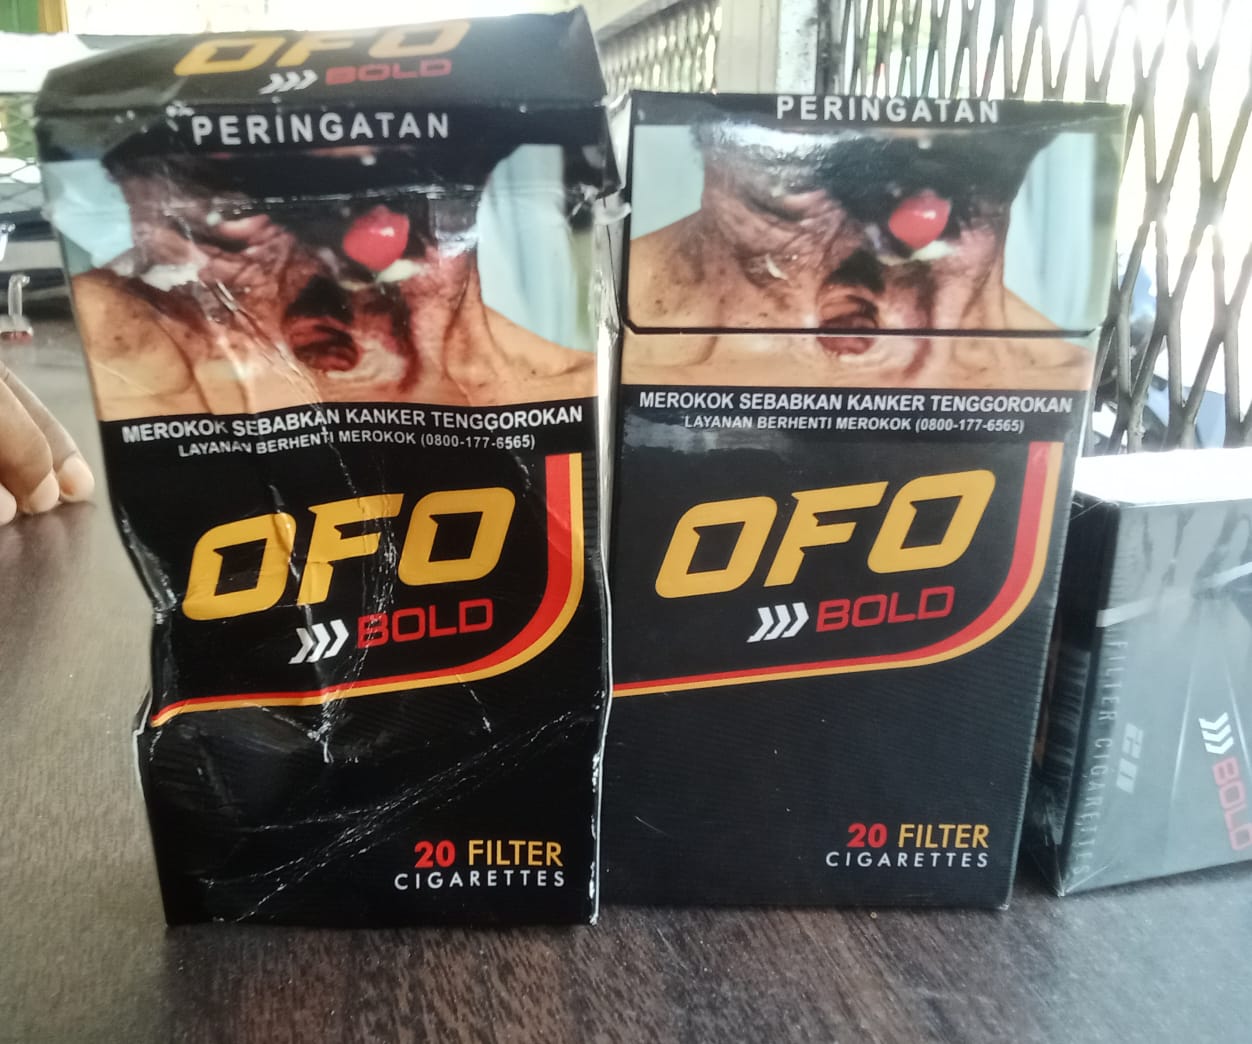 OFO
BOLD
PERINGATAN
MEROKOK SEBABKAN KANKER TENGGOROKAN
LAYANAN BERHENTI MEROKOK (0800-177-6565)
OFO
BOLD
20 FILTER
CIGARETTES
PERINGATAN
MEROKOK SEBABKAN KANKER TENGGOROKAN
LAYANAN BERHENTI MEROKOK (0800-177-6565)
OFO
BOLD
20 FILTER
CIGARETTES
20
FILTER CIGARETTES
BOLD